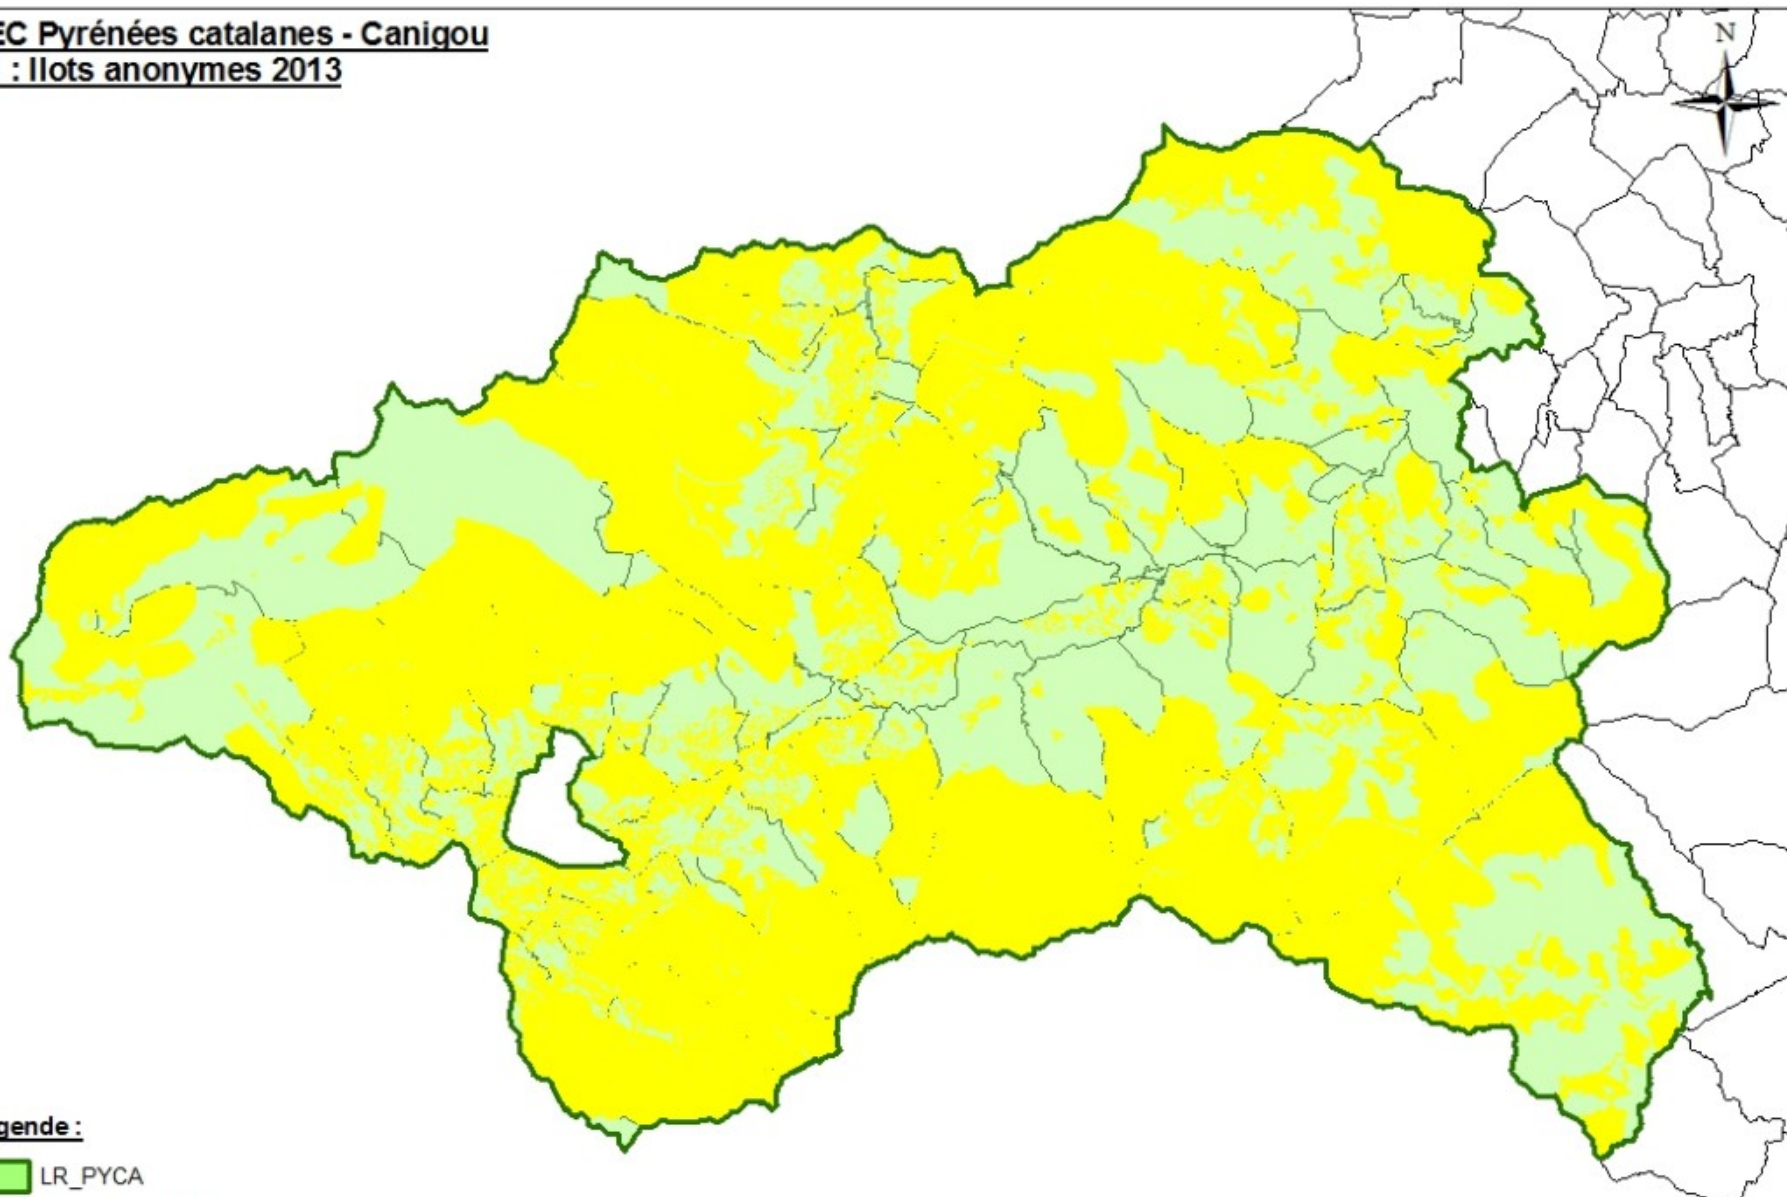 EC Pyrénées catalanes - Canigou
: Ilots anonymes 2013
N
gende :
LR_PYCA